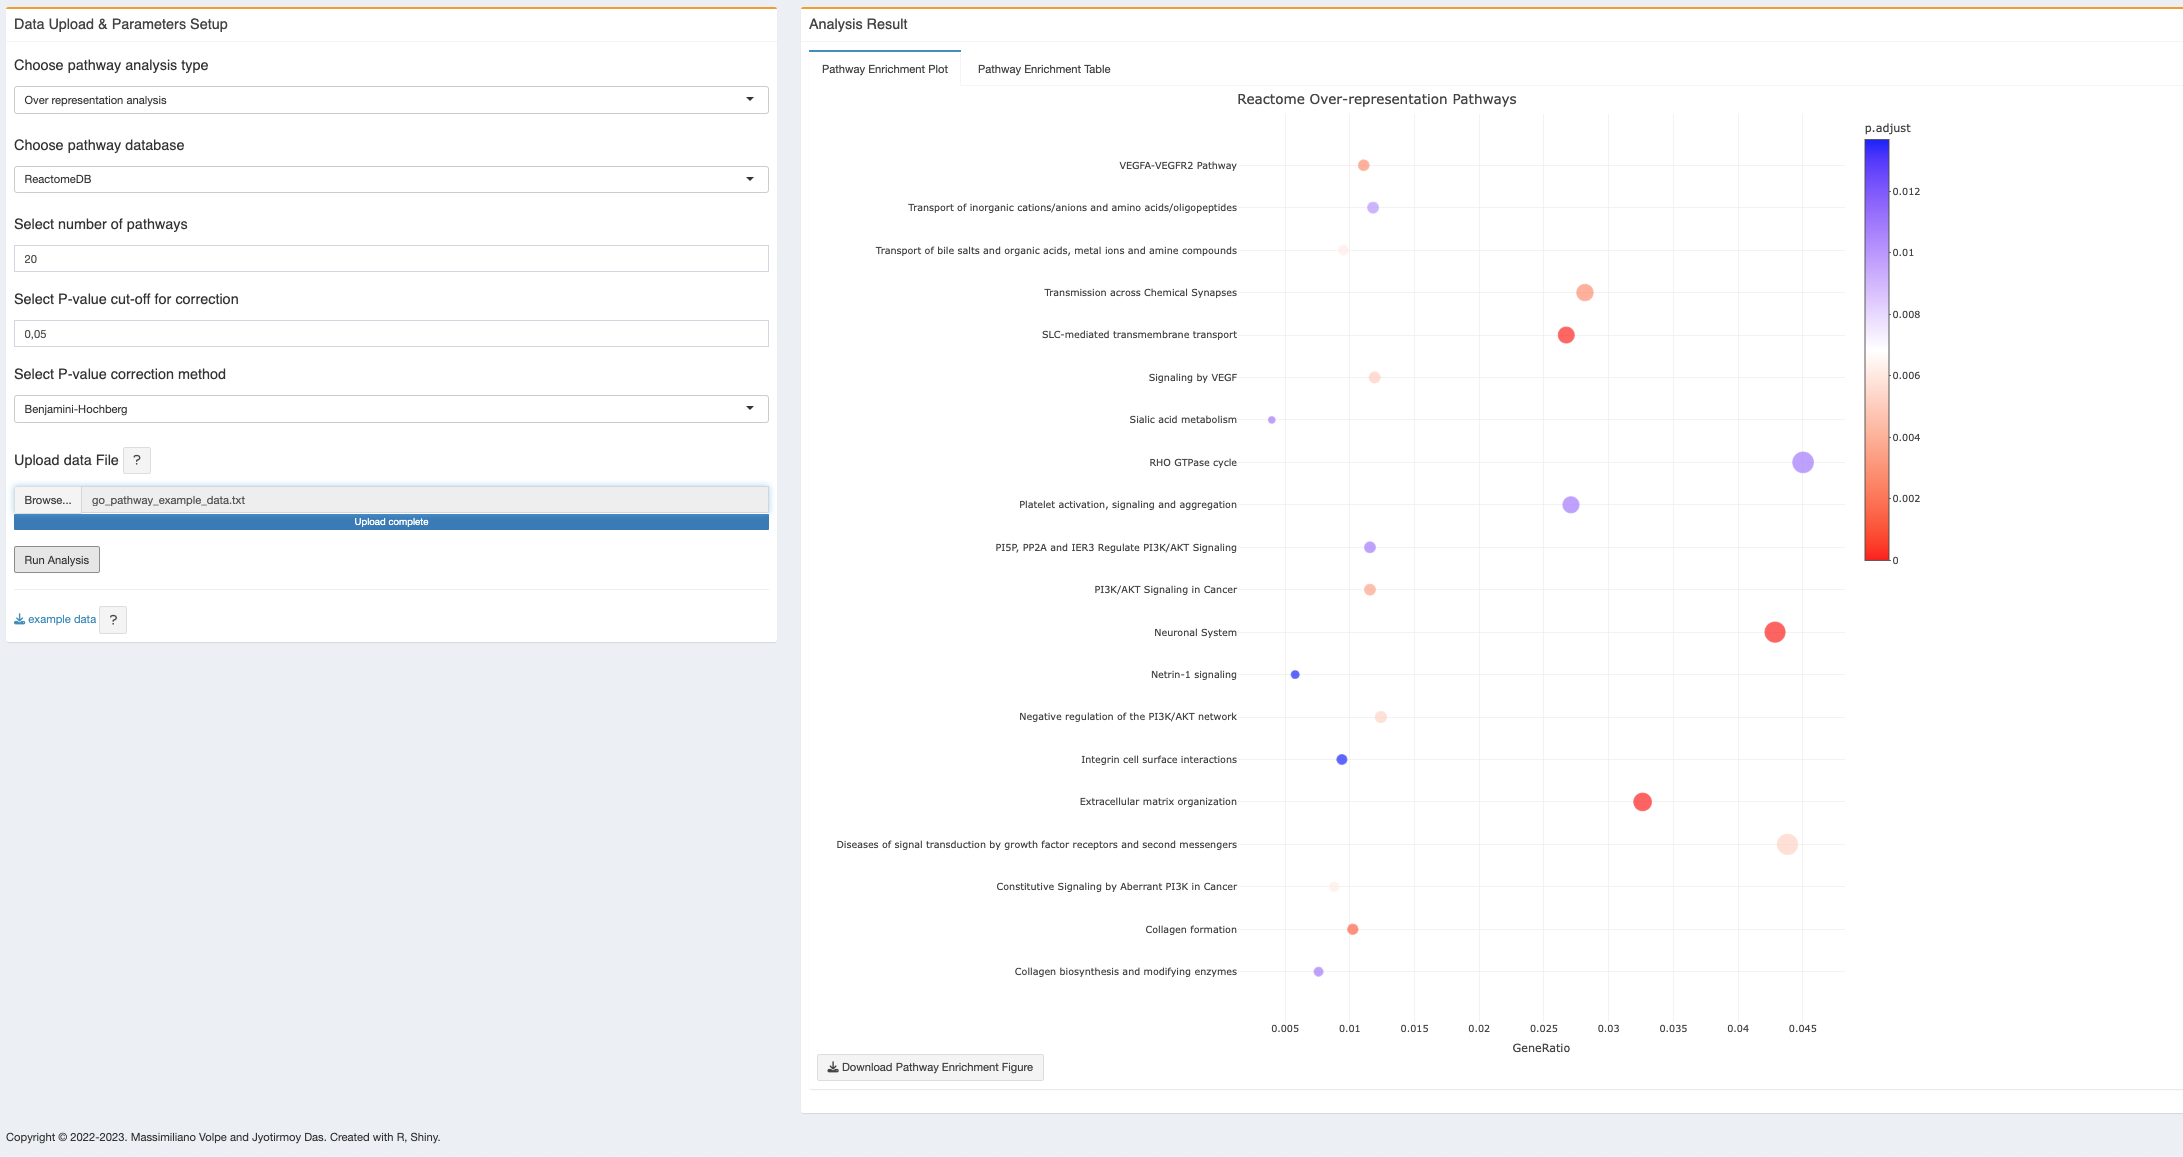 Data Upload & Parameters Setup
Choose pathway analysis type
Over representation analysis
Choose pathway database
ReactomeDB
Select number of pathways
20
Select P-value cut-off for correction
0,05
Select P-value correction method
Benjamini-Hochberg
Upload data File ?
Browse... go_pathway_example_data.txt
Upload complete
Run Analysis
example data ?
Analysis Result
Pathway Enrichment Plot Pathway Enrichment Table
Reactome Over-representation Pathways
VEGFA-VEGFR2 Pathway
Transport of inorganic cations/anions and amino acids/oligopeptides
Transport of bile salts and organic acids, metal ions and amine compounds
Transmission across Chemical Synapses
SLC-mediated transmembrane transport
Signaling by VEGF
Sialic acid metabolism
RHO GTPase cycle
Platelet activation, signaling and aggregation
PI5P, PP2A and IER3 Regulate PI3K/AKT Signaling
PI3K/AKT Signaling in Cancer
Neuronal System
Netrin-1 signaling
Negative regulation of the PI3K/AKT network
Integrin cell surface interactions
Extracellular matrix organization
Diseases of signal transduction by growth factor receptors and second messengers
Constitutive Signaling by Aberrant PI3K in Cancer
Collagen formation
Collagen biosynthesis and modifying enzymes
0.005 0.01 0.015 0.02 0.025 0.03 0.035 0.04 0.045
GeneRatio
p.adjust
0.012
0.01
0.008
0.006
0.004
0.002
0
Download Pathway Enrichment Figure
Copyright © 2022-2023. Massimiliano Volpe and Jyotirmoy Das. Created with R, Shiny.